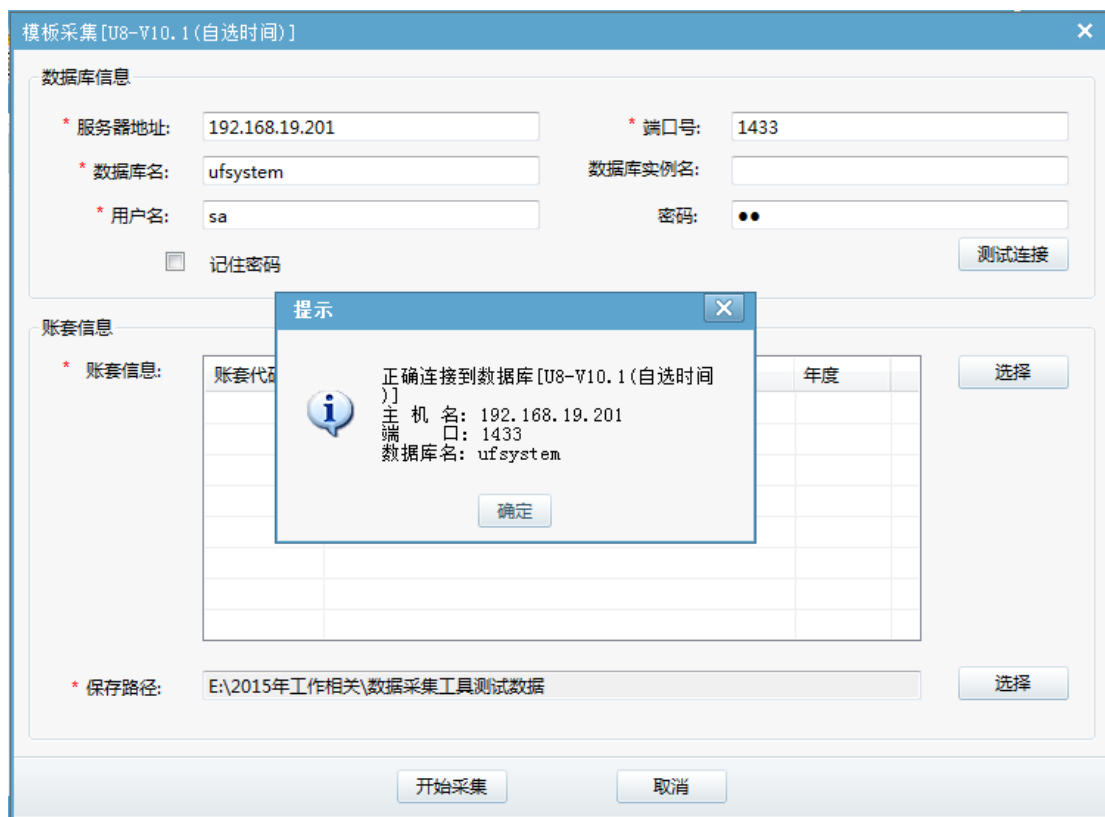 模板采集[U8-V10.1(自选时间)]
数据库信息
* 服务器地址: 192.168.19.201 * 端口号: 1433
* 数据库名: ufsystem 数据库实例名:
* 用户名: sa 密码: ●●
记住密码 测试连接
提示
账套信息
* 账套信息: 账套代 年度 选择
正确连接到数据库[U8-V10.1(自选时间
)]
主 机 名: 192.168.19.201
端 口: 1433
数据库名: ufsystem
确定
* 保存路径: E:\2015年工作相关\数据采集工具测试数据 选择
开始采集 取消